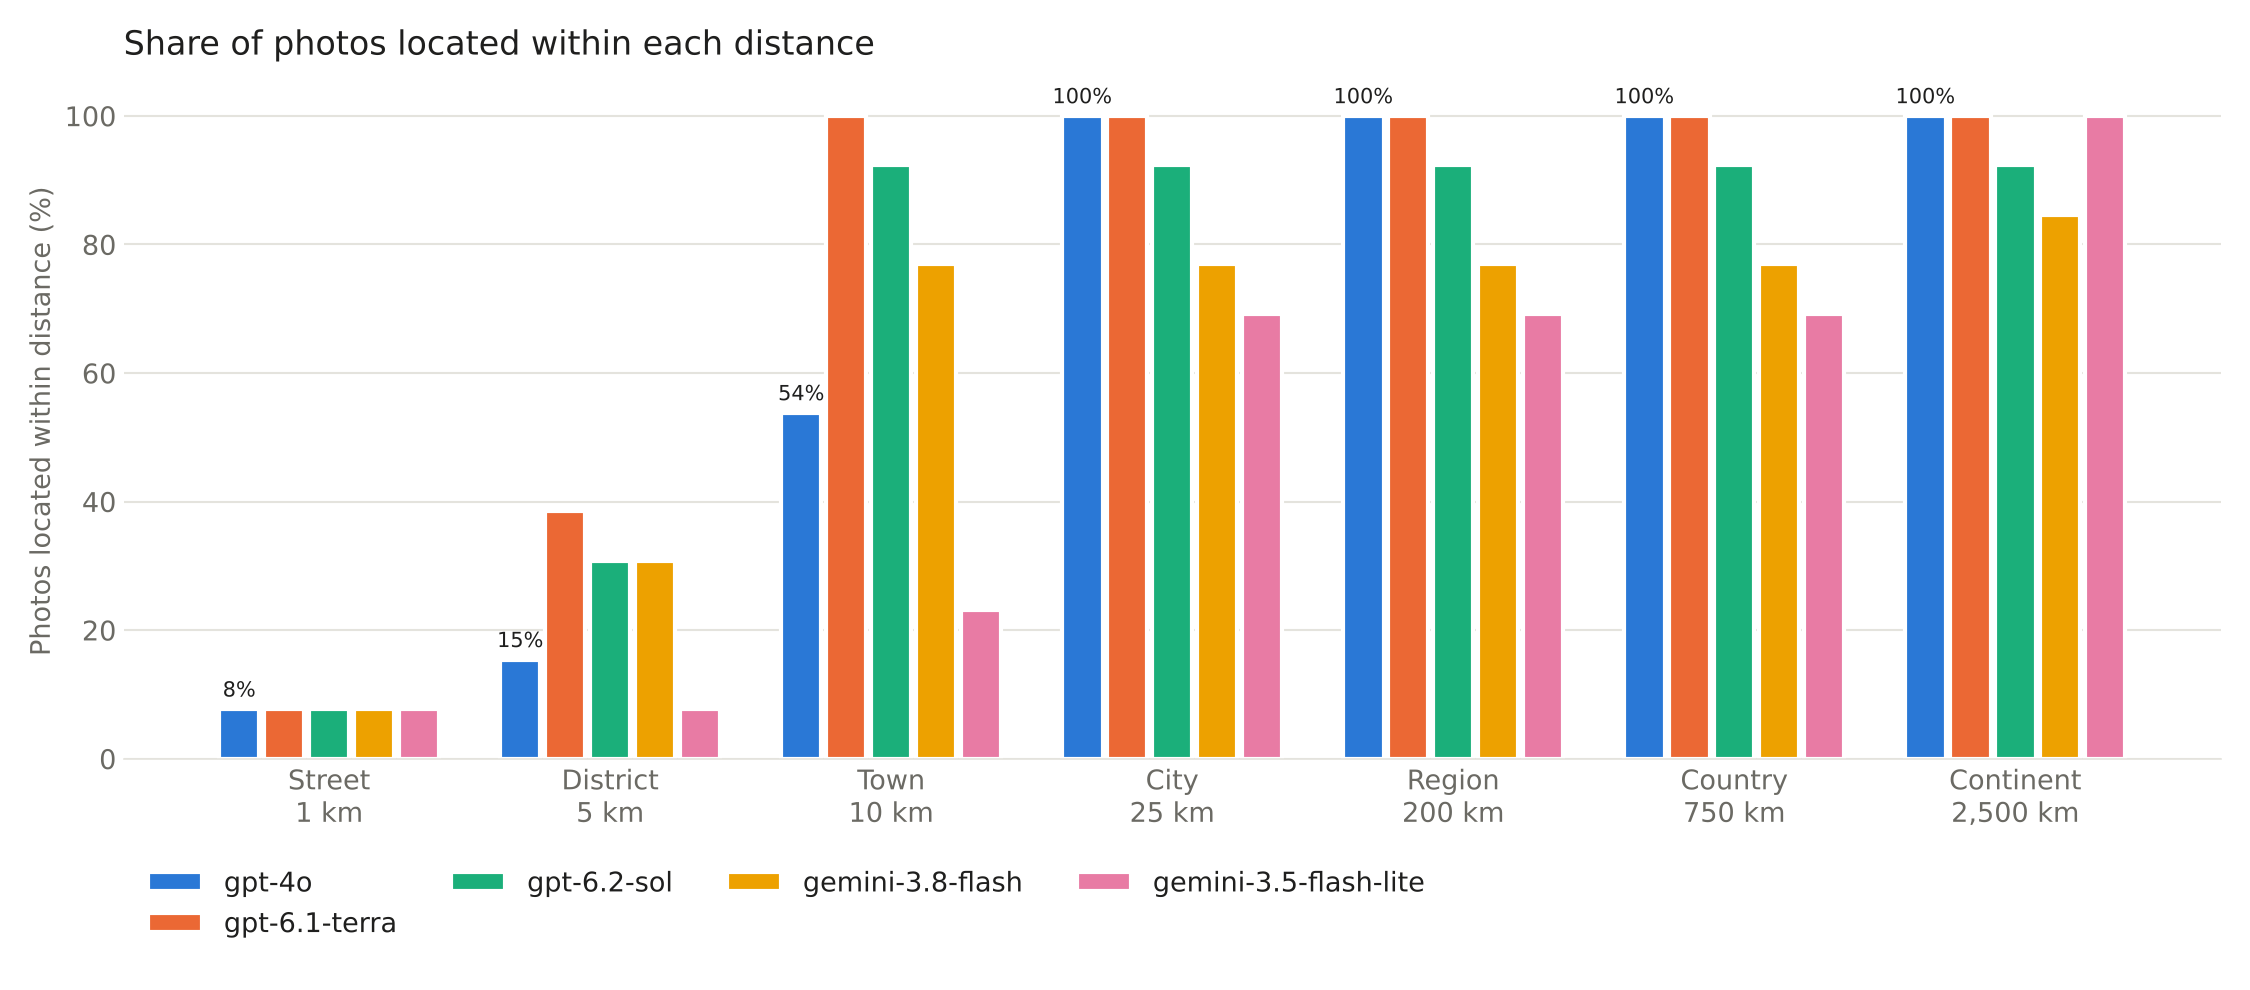 Share of photos located within each distance
Photos located within distance (%)
100
80
60
40
20
0
8%
15%
54%
100%
100%
100%
100%
Street
1 km
District
5 km
Town
10 km
City
25 km
Region
200 km
Country
750 km
Continent
2,500 km
gpt-4o
gpt-6.1-terra
gpt-6.2-sol
gemini-3.8-flash
gemini-3.5-flash-lite